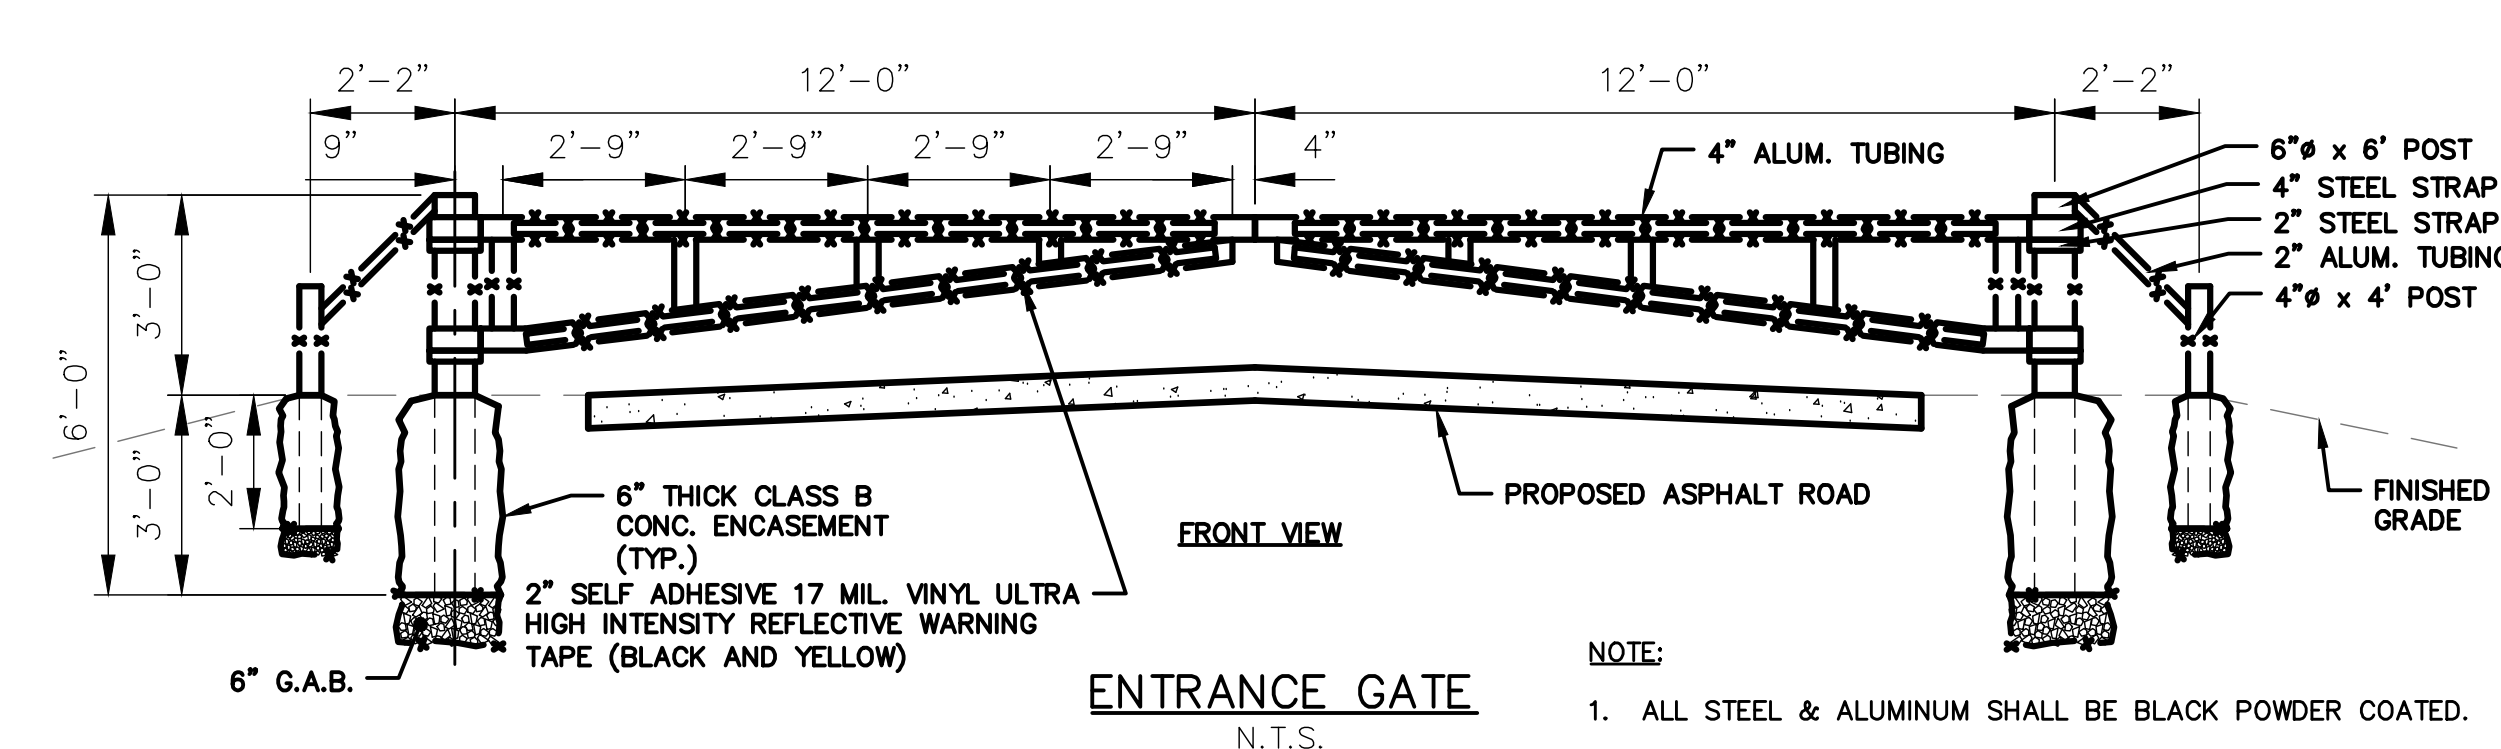 2'-2"
12'-0"
12'-0"
2'-2"
9"
2'-9"
2'-9"
2'-9"
2'-9"
4"
4" ALUM. TUBING
6"Ø x 6' POST
4" STEEL STRAP
2" STEEL STRAP
2" ALUM. TUBING
4"Ø x 4' POST
6'-0"
3'-0"
3'-0"
2'-0"
6" THICK CLASS B
CONC. ENCASEMENT
(TYP.)
PROPOSED ASPHALT ROAD
FINISHED
GRADE
FRONT VIEW
2" SELF ADHESIVE 17 MIL. VINYL ULTRA
HIGH INTENSITY REFLECTIVE WARNING
TAPE (BLACK AND YELLOW)
6" G.A.B.
ENTRANCE GATE
N.T.S.
NOTE:
1. ALL STEEL & ALUMINUM SHALL BE BLACK POWDER COATED.